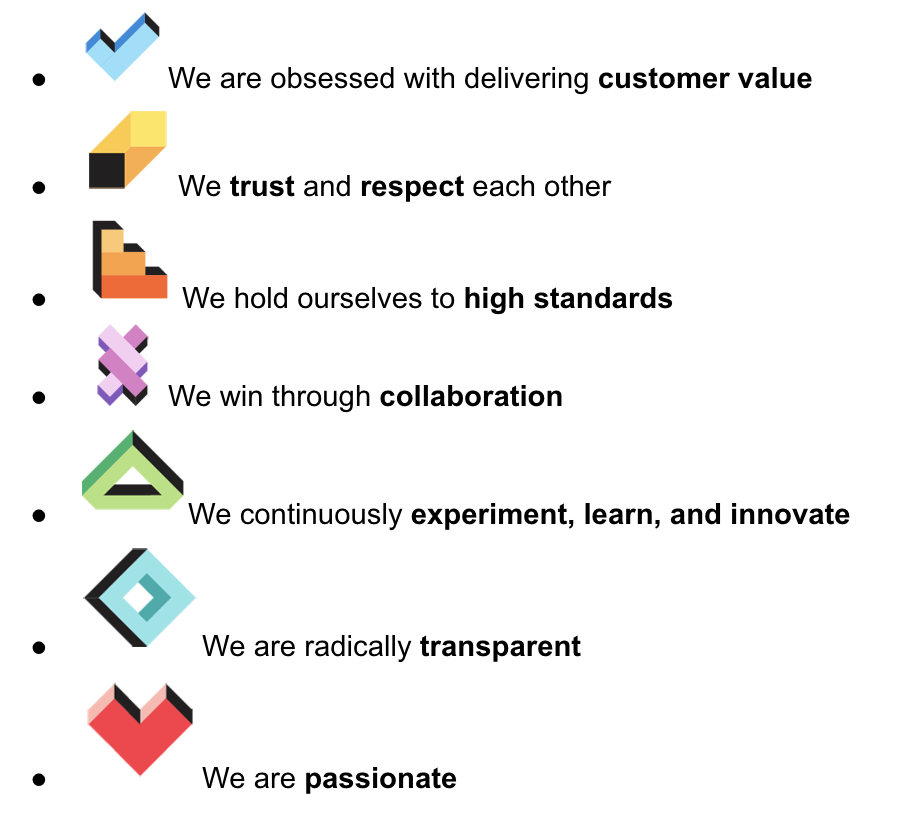 ● We are obsessed with delivering customer value
● We trust and respect each other
● We hold ourselves to high standards
● We win through collaboration
● We continuously experiment, learn, and innovate
● We are radically transparent
● We are passionate